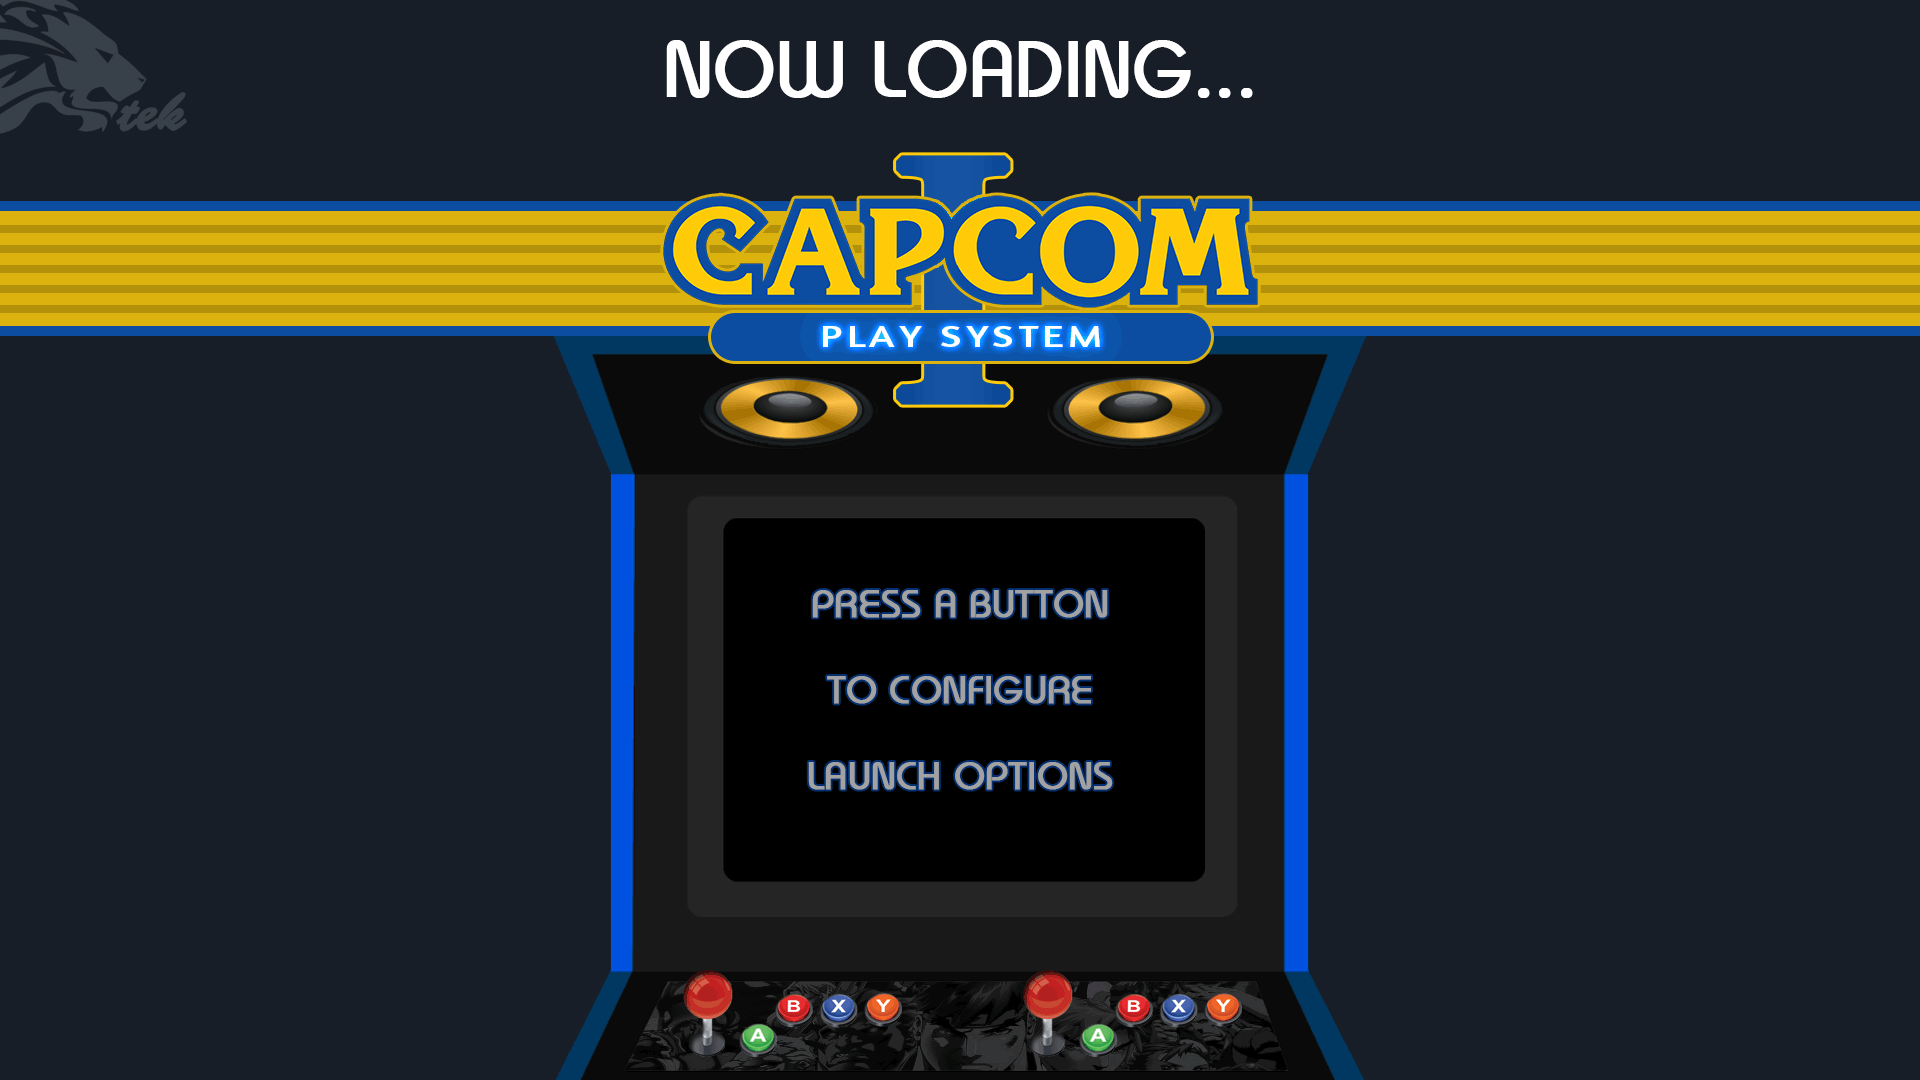 NOW LOADING...
tek
I
CAPCOM
PLAY SYSTEM
PRESS A BUTTON
TO CONFIGURE
LAUNCH OPTIONS
B X Y B X Y
A A